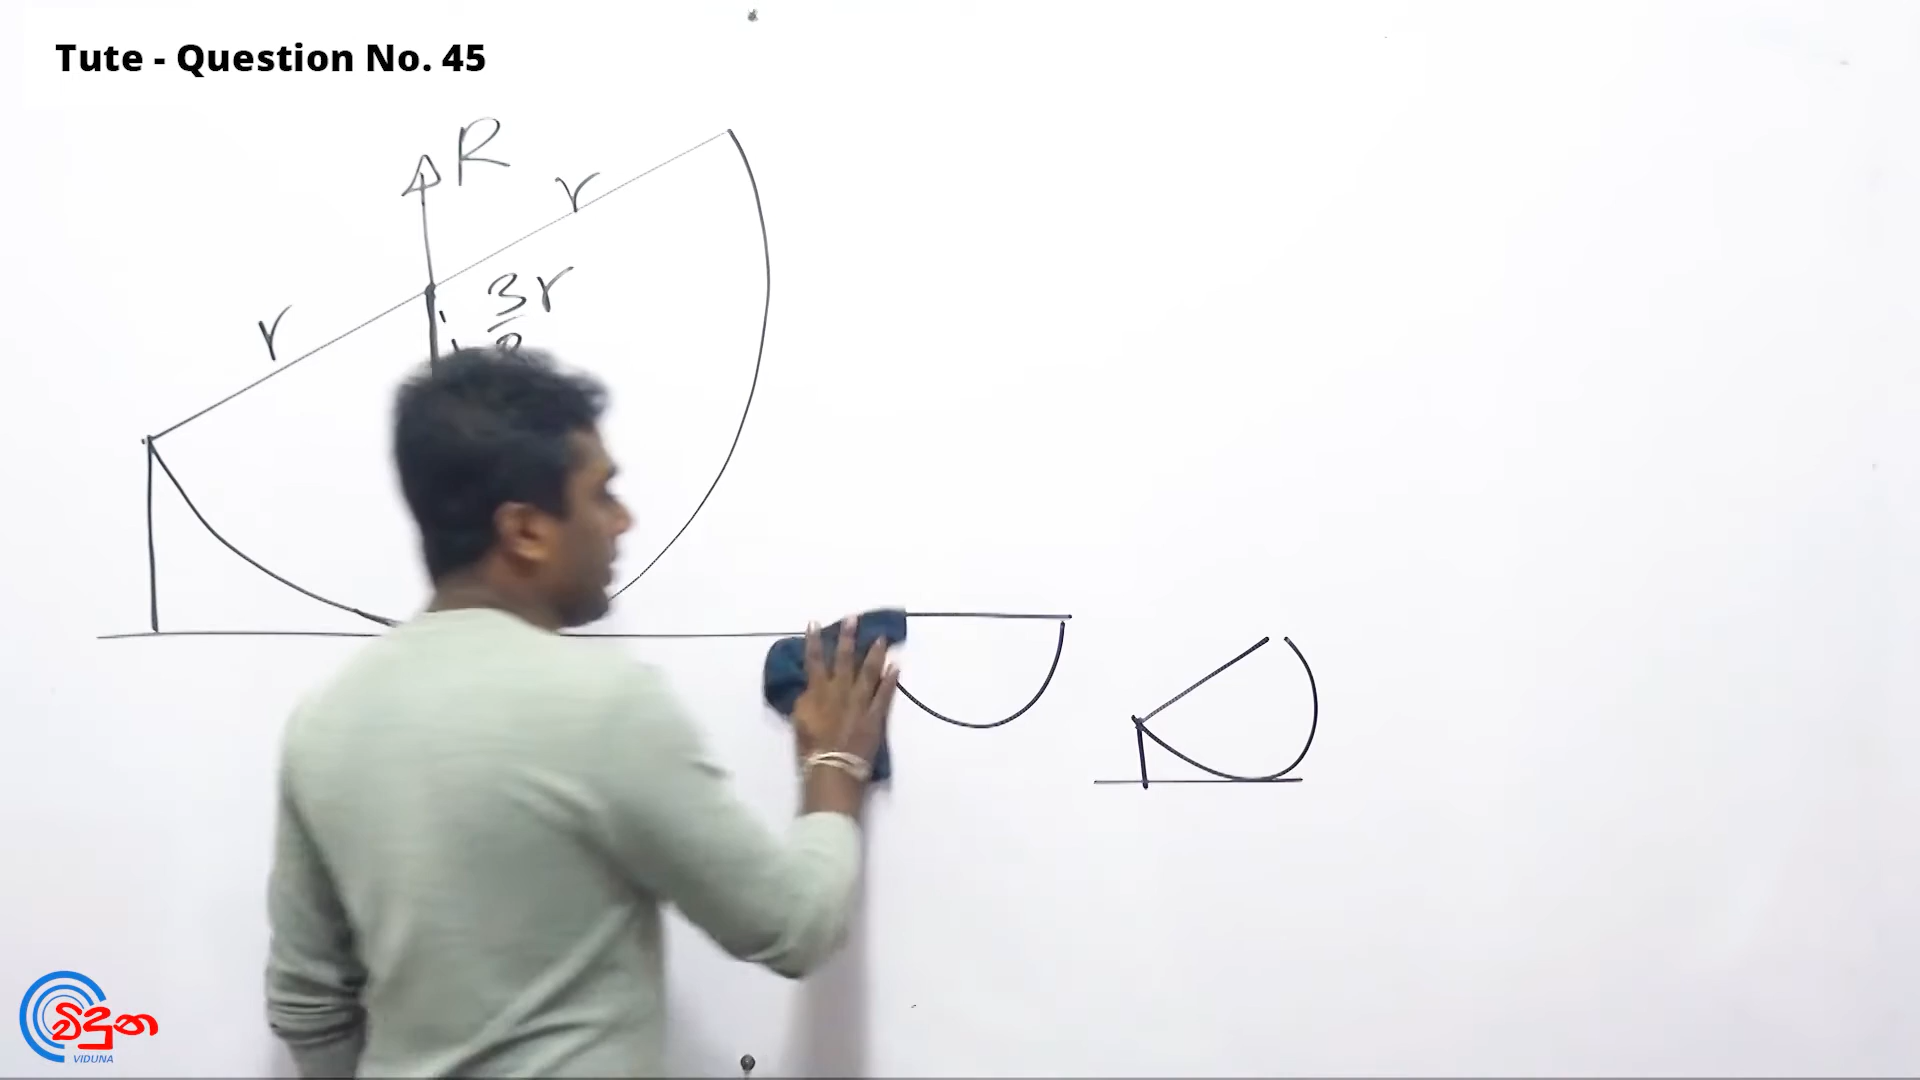 Tute - Question No. 45
R
r
3r
r
විදුන
VIDUNA